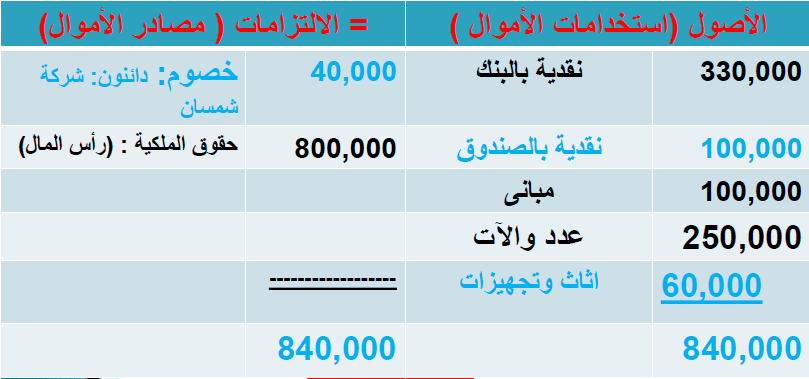 الأصول (استخدامات الأموال )
= الالتزامات ( مصادر الأموال)
330,000 نقدية بالبنك 40,000 خصوم: دائنون: شركة
شمسان
100,000 نقدية بالصندوق 800,000 حقوق الملكية : (رأس المال)
100,000 مبانى
250,000 عدد والآت
60,000 اثاث وتجهيزات ------------------
840,000 840,000